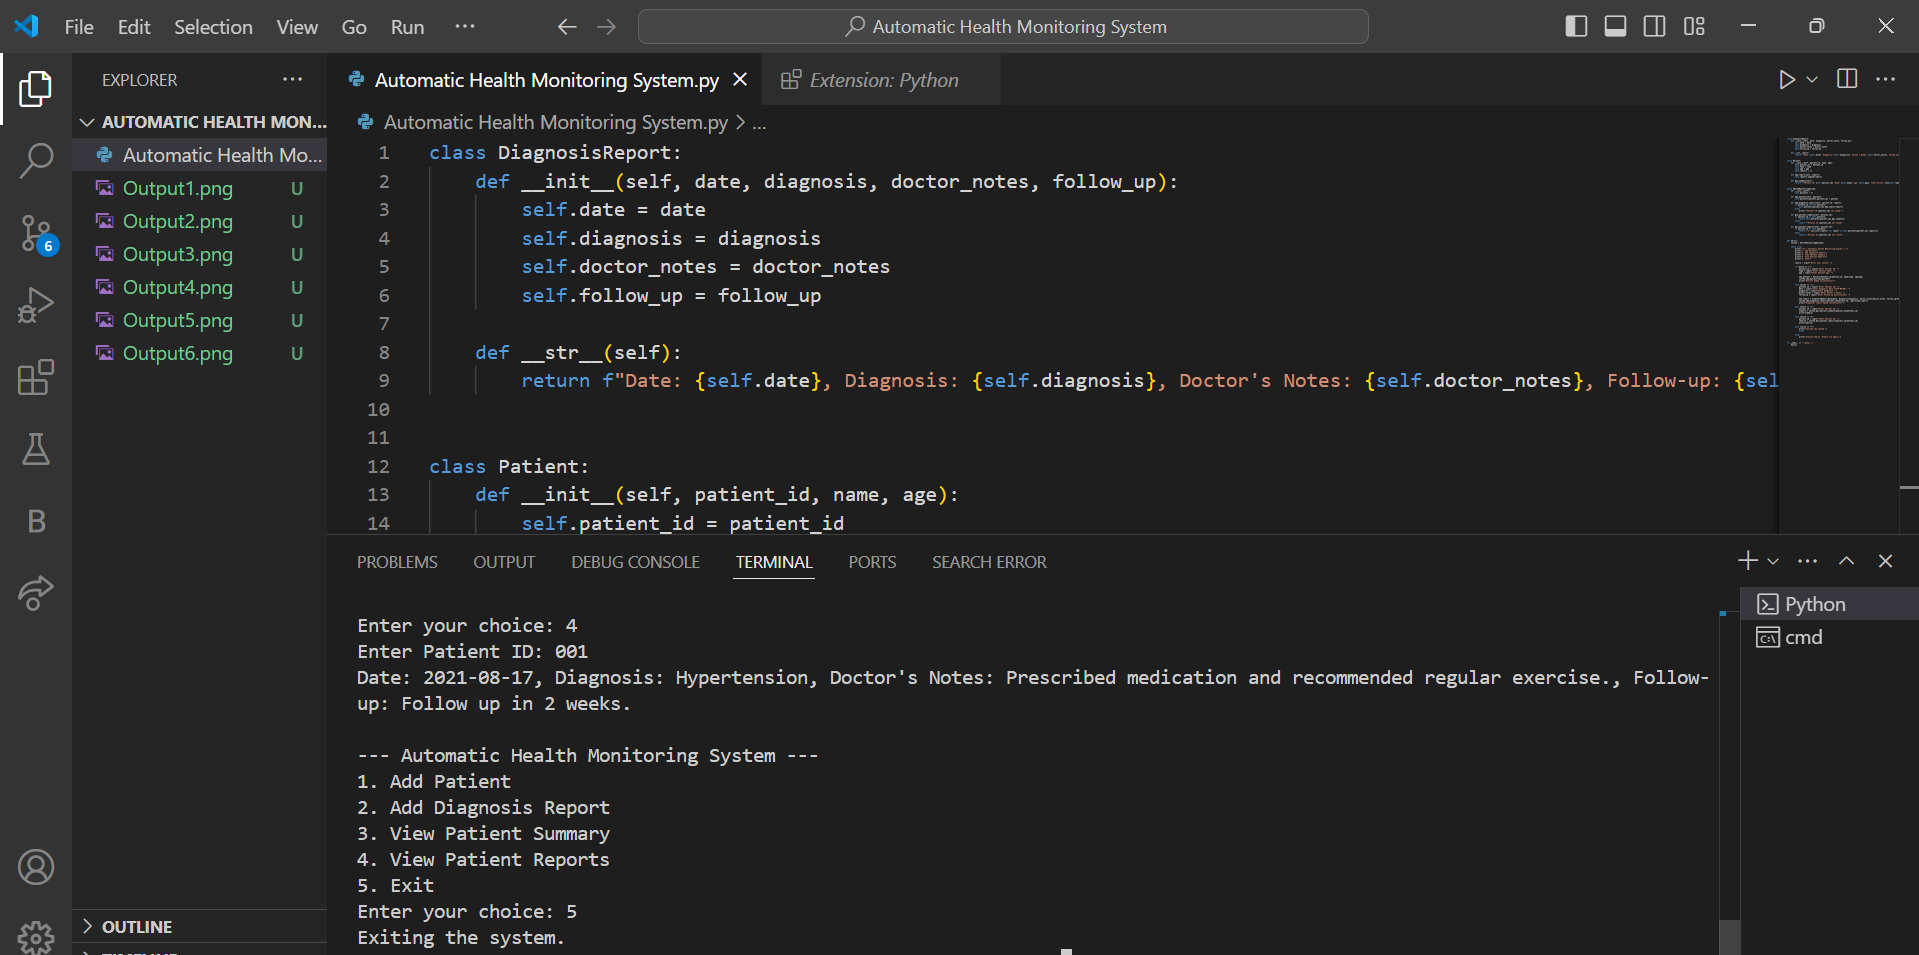 File Edit Selection View Go Run ··· Automatic Health Monitoring System
EXPLORER
AUTOMATIC HEALTH MON...
Automatic Health Mo...
Output1.png U
Output2.png U
Output3.png U
Output4.png U
Output5.png U
Output6.png U
6
B
OUTLINE
Automatic Health Monitoring System.py Extension: Python
Automatic Health Monitoring System.py > ...
1 class DiagnosisReport:
2 def __init__(self, date, diagnosis, doctor_notes, follow_up):
3 self.date = date
4 self.diagnosis = diagnosis
5 self.doctor_notes = doctor_notes
6 self.follow_up = follow_up
7
8 def __str__(self):
9 return f"Date: {self.date}, Diagnosis: {self.diagnosis}, Doctor's Notes: {self.doctor_notes}, Follow-up: {sel
10
11
12 class Patient:
13 def __init__(self, patient_id, name, age):
14 self.patient_id = patient_id
PROBLEMS OUTPUT DEBUG CONSOLE TERMINAL PORTS SEARCH ERROR
Enter your choice: 4
Enter Patient ID: 001
Date: 2021-08-17, Diagnosis: Hypertension, Doctor's Notes: Prescribed medication and recommended regular exercise., Follow-
up: Follow up in 2 weeks.
--- Automatic Health Monitoring System ---
1. Add Patient
2. Add Diagnosis Report
3. View Patient Summary
4. View Patient Reports
5. Exit
Enter your choice: 5
Exiting the system.
Python
cmd